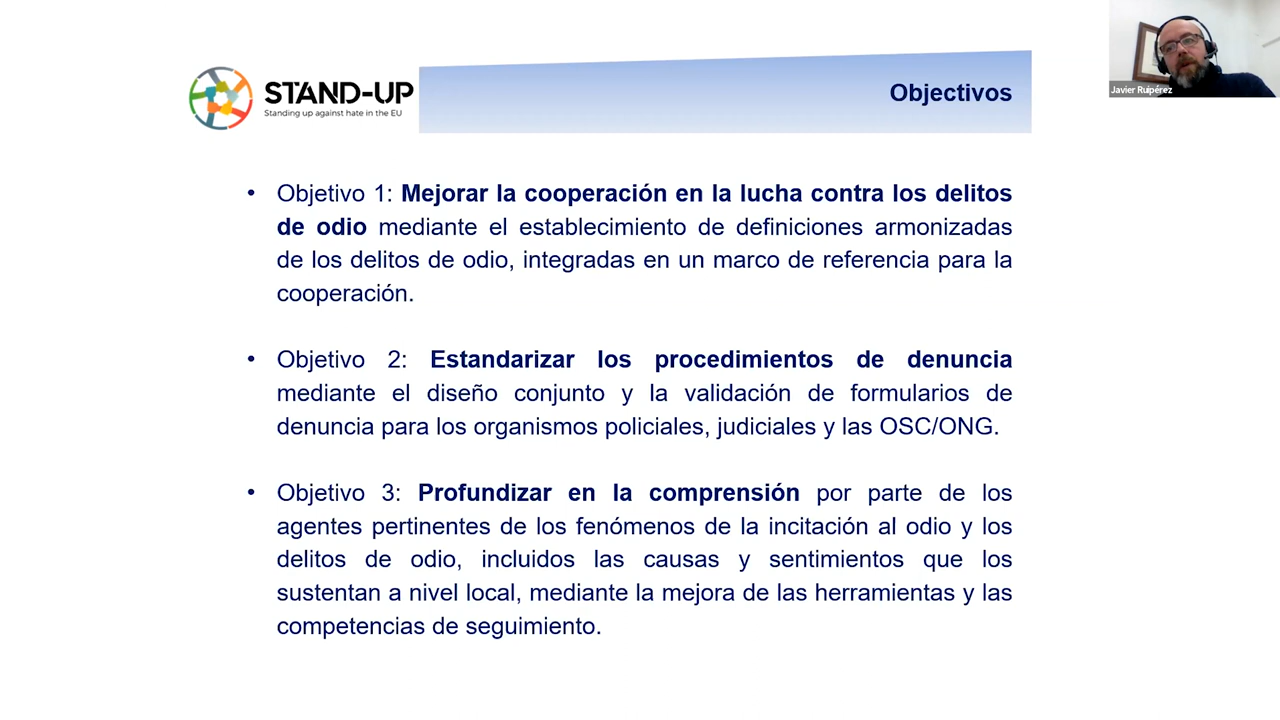 STAND-UP
Standing up against hate in the EU
Objectivos
Javier Ruipérez
• Objetivo 1: Mejorar la cooperación en la lucha contra los delitos
de odio mediante el establecimiento de definiciones armonizadas
de los delitos de odio, integradas en un marco de referencia para la
cooperación.
• Objetivo 2: Estandarizar los procedimientos de denuncia
mediante el diseño conjunto y la validación de formularios de
denuncia para los organismos policiales, judiciales y las OSC/ONG.
• Objetivo 3: Profundizar en la comprensión por parte de los
agentes pertinentes de los fenómenos de la incitación al odio y los
delitos de odio, incluidos las causas y sentimientos que los
sustentan a nivel local, mediante la mejora de las herramientas y las
competencias de seguimiento.